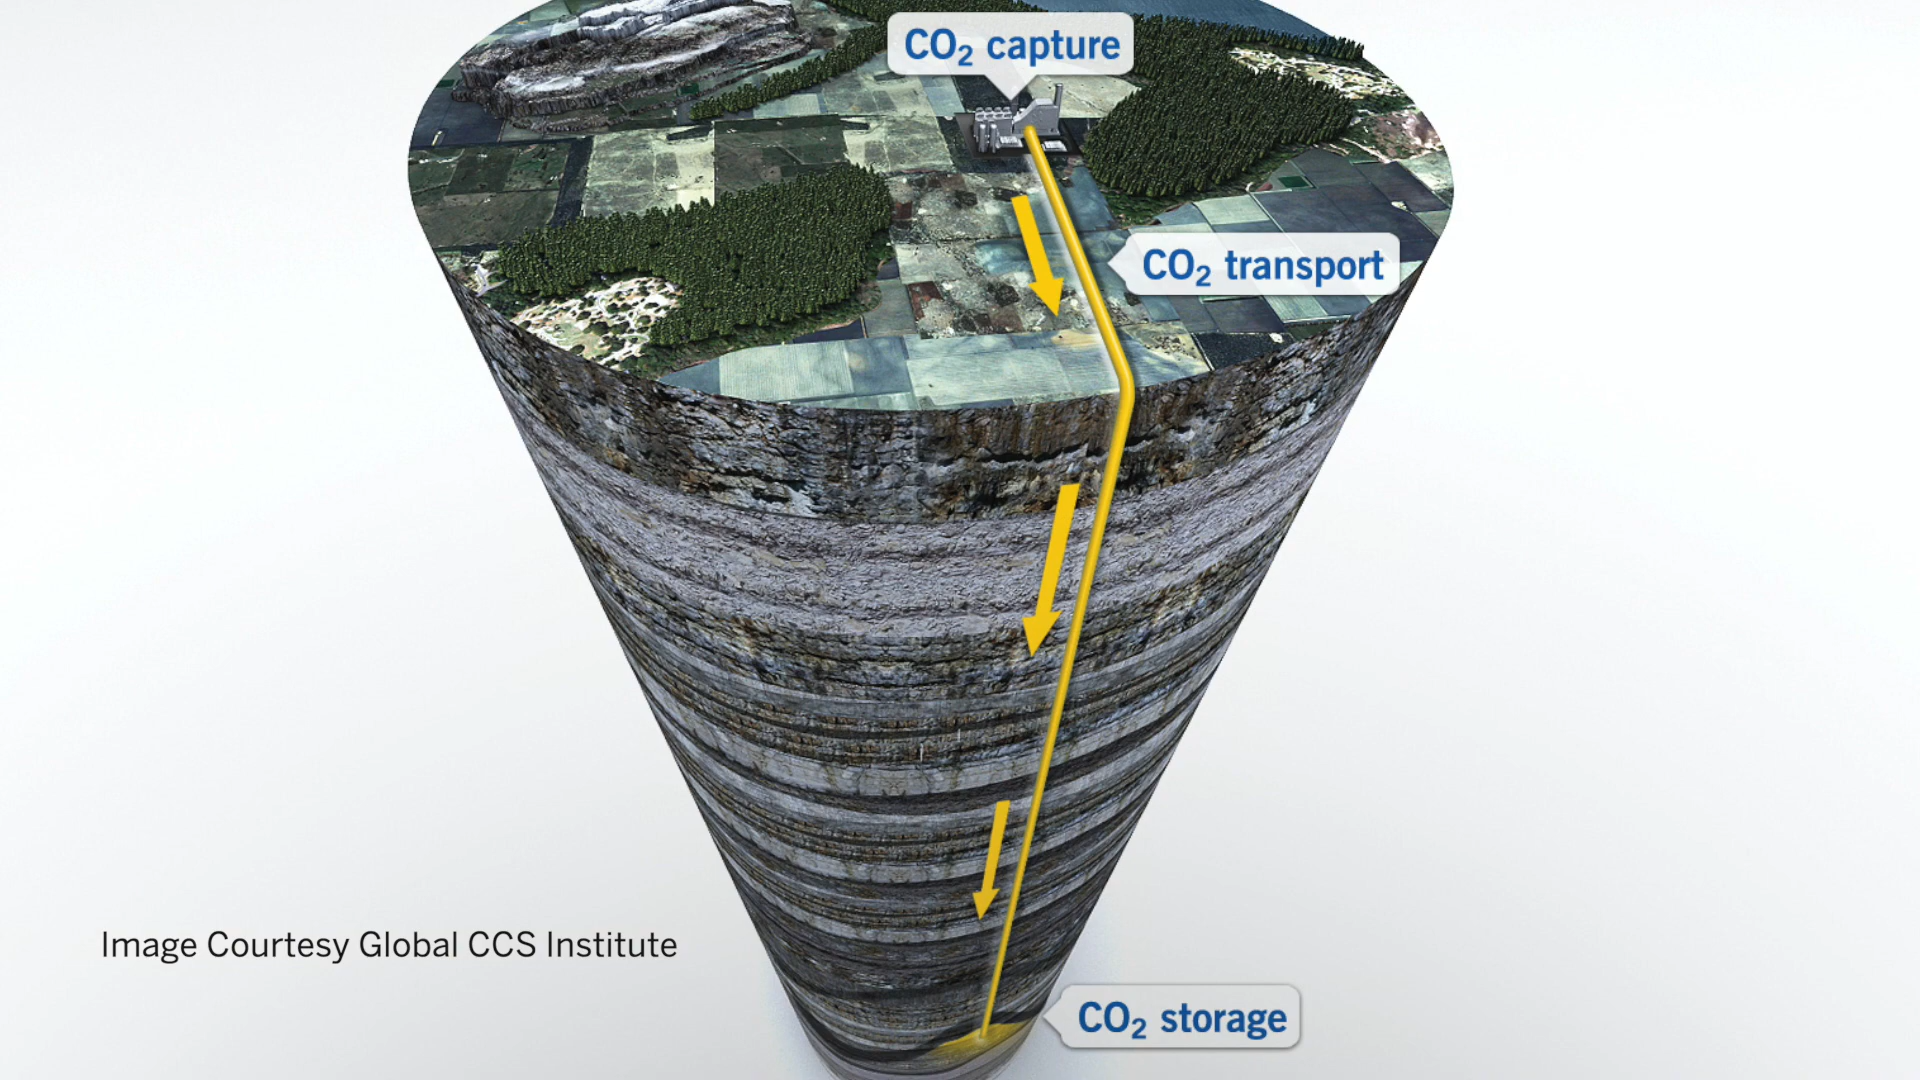 CO₂ capture
CO₂ transport
Image Courtesy Global CCS Institute
CO₂ storage